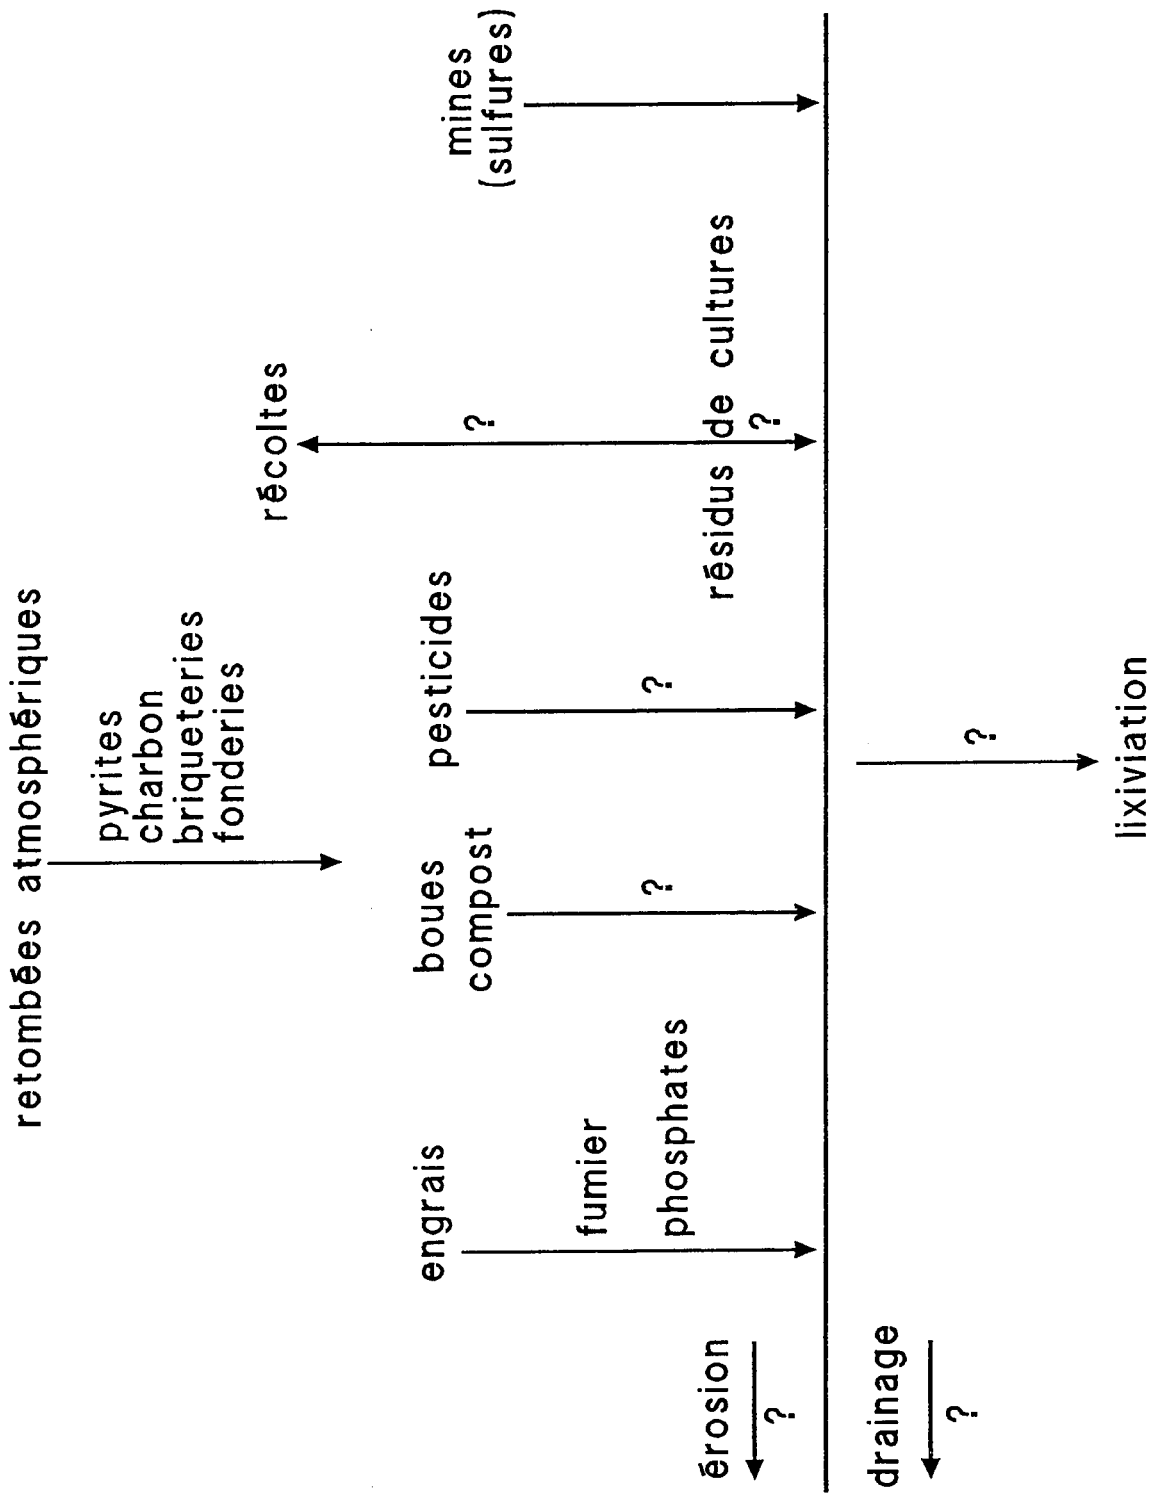 retombées atmosphériques
pyrites
charbon
briqueteries
fonderies
récoltes
?
engrais
fumier
phosphates
boues
compost
?
pesticides
?
résidus de cultures
?
mines
(sulfures)
érosion
?
drainage
?
?
lixiviation